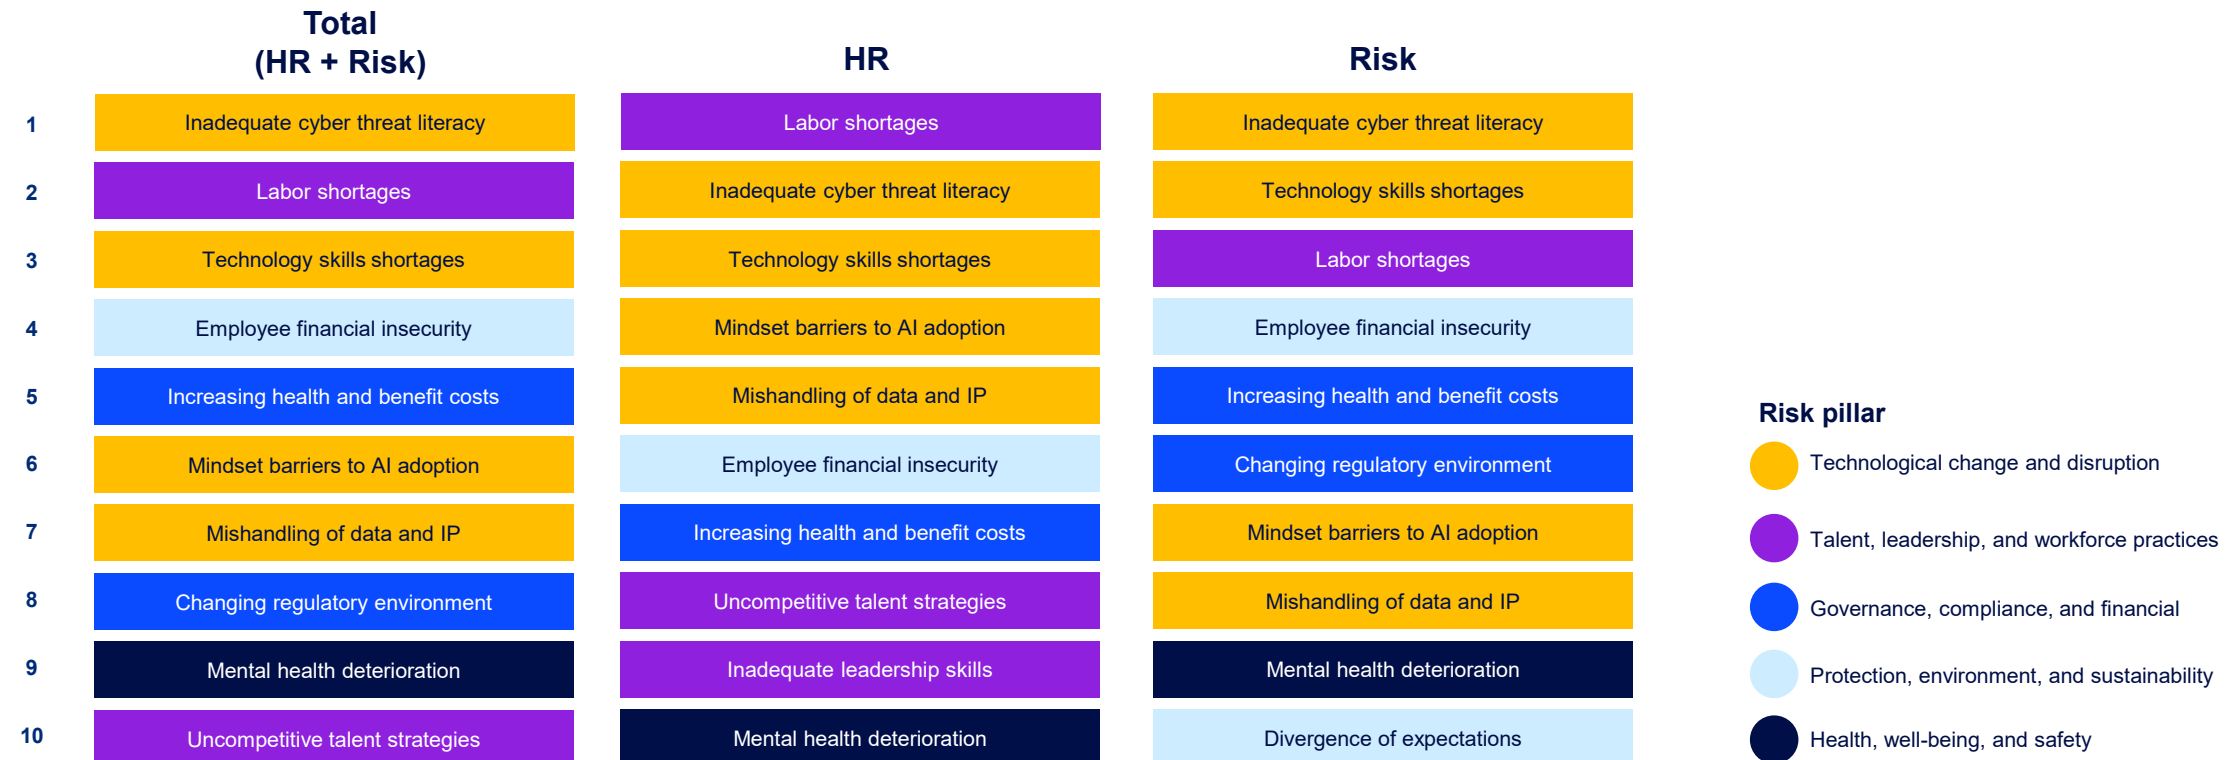 Total
(HR + Risk)
HR
Risk
1
Inadequate cyber threat literacy
Labor shortages
Inadequate cyber threat literacy
2
Labor shortages
Inadequate cyber threat literacy
Technology skills shortages
3
Technology skills shortages
Technology skills shortages
Labor shortages
4
Employee financial insecurity
Mindset barriers to AI adoption
Employee financial insecurity
5
Increasing health and benefit costs
Mishandling of data and IP
Increasing health and benefit costs
6
Mindset barriers to AI adoption
Employee financial insecurity
Changing regulatory environment
7
Mishandling of data and IP
Increasing health and benefit costs
Mindset barriers to AI adoption
8
Changing regulatory environment
Uncompetitive talent strategies
Mishandling of data and IP
9
Mental health deterioration
Inadequate leadership skills
Mental health deterioration
10
Uncompetitive talent strategies
Mental health deterioration
Divergence of expectations
Risk pillar
Technological change and disruption
Talent, leadership, and workforce practices
Governance, compliance, and financial
Protection, environment, and sustainability
Health, well-being, and safety